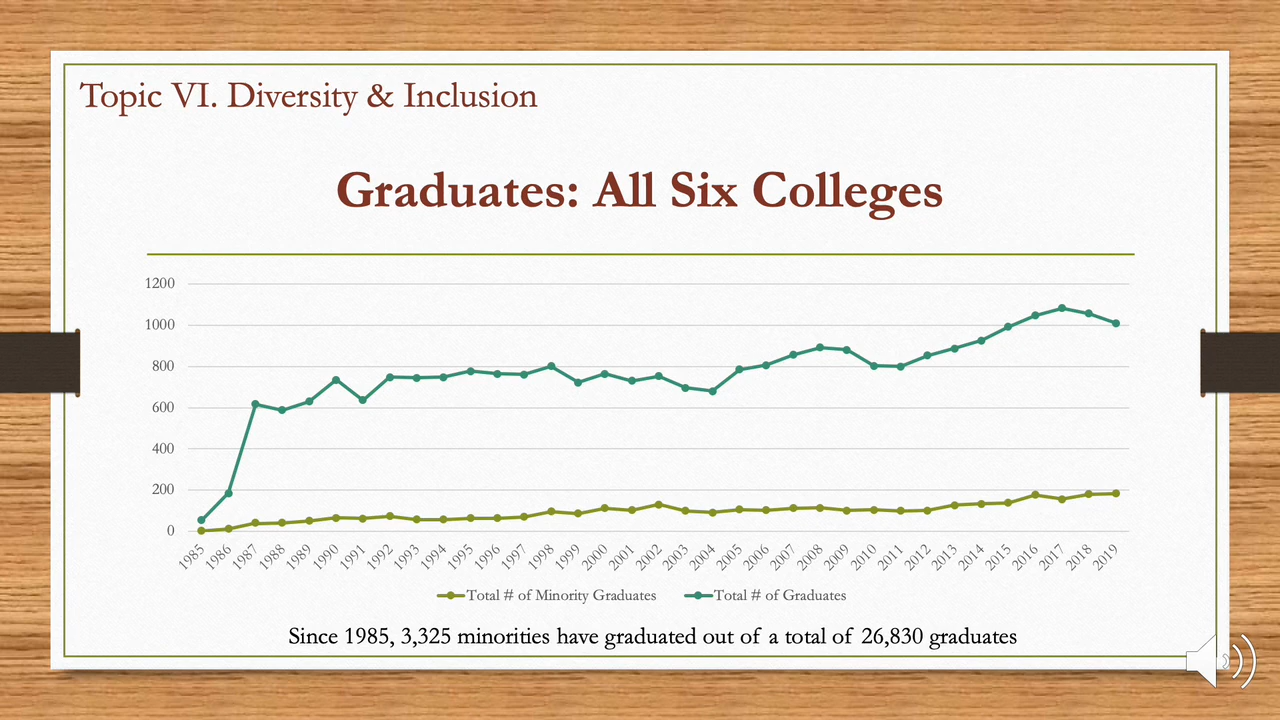 Topic VI. Diversity & Inclusion
Graduates: All Six Colleges
1200
1000
800
600
400
200
0
1985 1986 1987 1988 1989 1990 1991 1992 1993 1994 1995 1996 1997 1998 1999 2000 2001 2002 2003 2004 2005 2006 2007 2008 2009 2010 2011 2012 2013 2014 2015 2016 2017 2018 2019
Total # of Minority Graduates Total # of Graduates
Since 1985, 3,325 minorities have graduated out of a total of 26,830 graduates